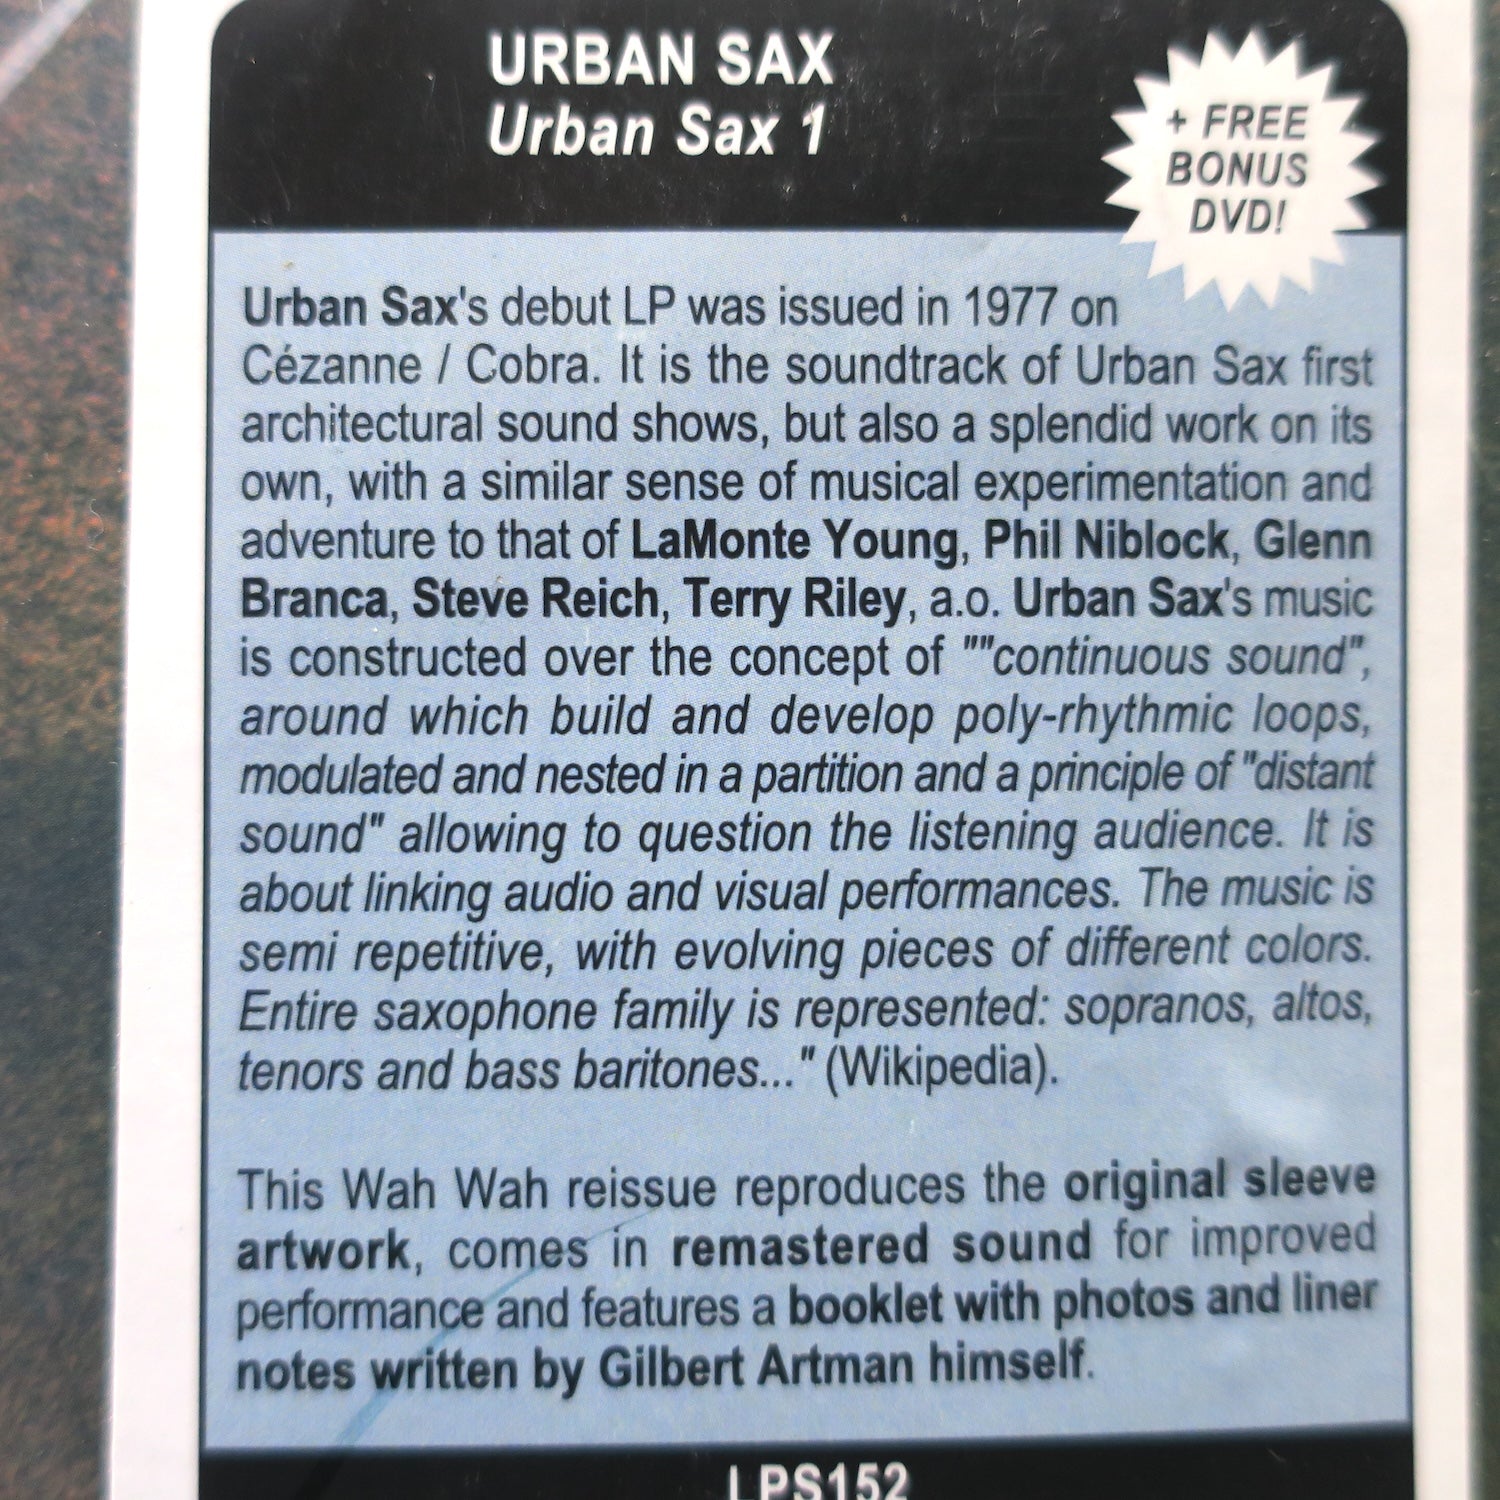 URBAN SAX
Urban Sax 1
+ FREE
BONUS
DVD!
Urban Sax's debut LP was issued in 1977 on
Cézanne / Cobra. It is the soundtrack of Urban Sax first
architectural sound shows, but also a splendid work on its
own, with a similar sense of musical experimentation and
adventure to that of LaMonte Young, Phil Niblock, Glenn
Branca, Steve Reich, Terry Riley, a.o. Urban Sax's music
is constructed over the concept of ""continuous sound",
around which build and develop poly-rhythmic loops,
modulated and nested in a partition and a principle of "distant
sound" allowing to question the listening audience. It is
about linking audio and visual performances. The music is
semi repetitive, with evolving pieces of different colors.
Entire saxophone family is represented: sopranos, altos,
tenors and bass baritones..." (Wikipedia).
This Wah Wah reissue reproduces the original sleeve
artwork, comes in remastered sound for improved
performance and features a booklet with photos and liner
notes written by Gilbert Artman himself.
LPS152